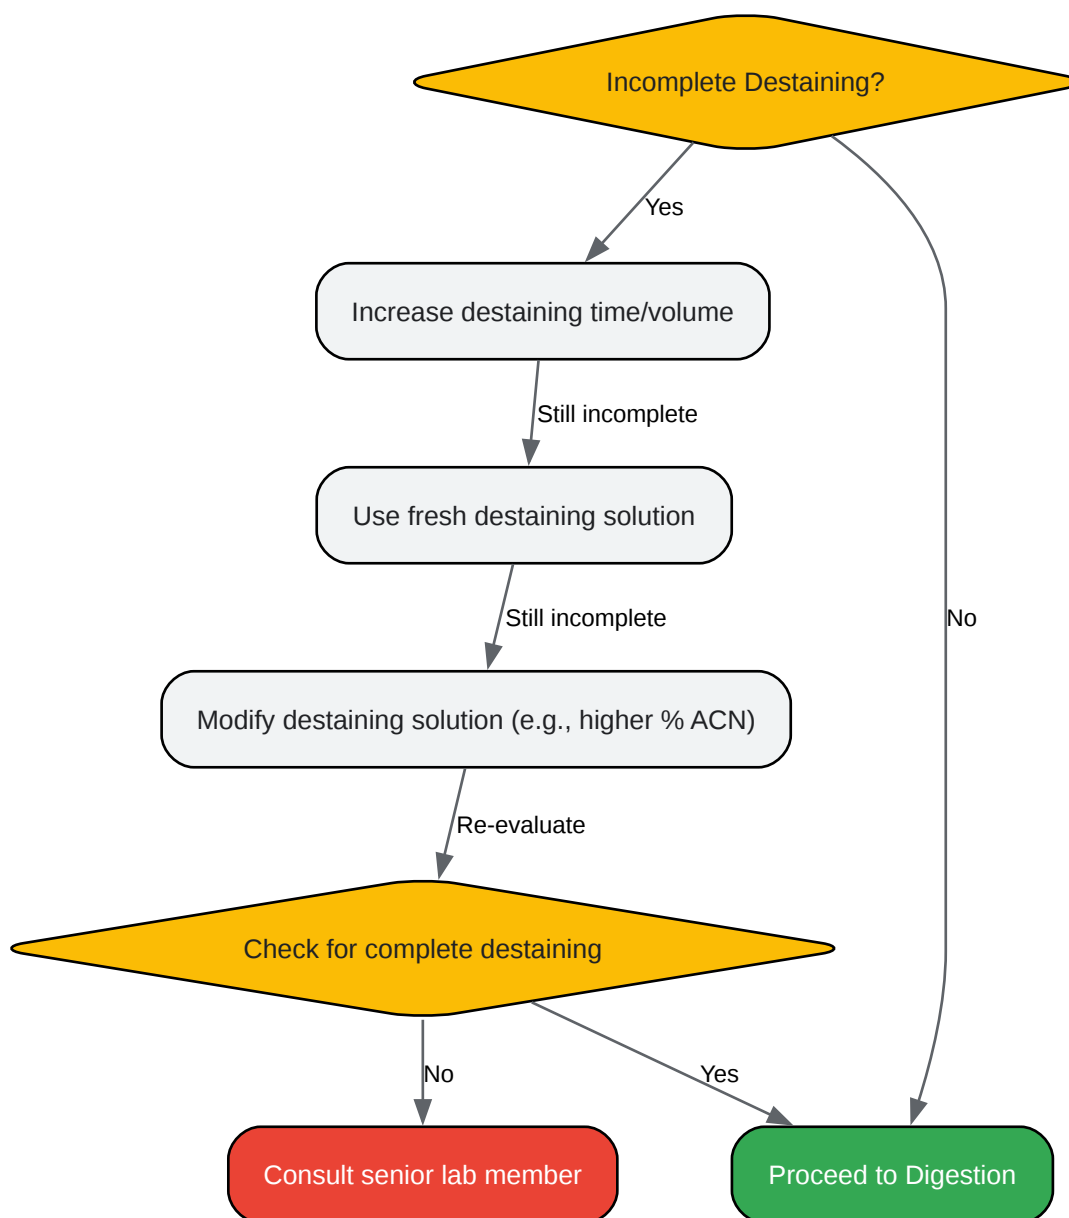 Incomplete Destaining?
Yes
Increase destaining time/volume
Still incomplete
Use fresh destaining solution
Still incomplete
No
Modify destaining solution (e.g., higher % ACN)
Re-evaluate
Check for complete destaining
No
Yes
Consult senior lab member
Proceed to Digestion